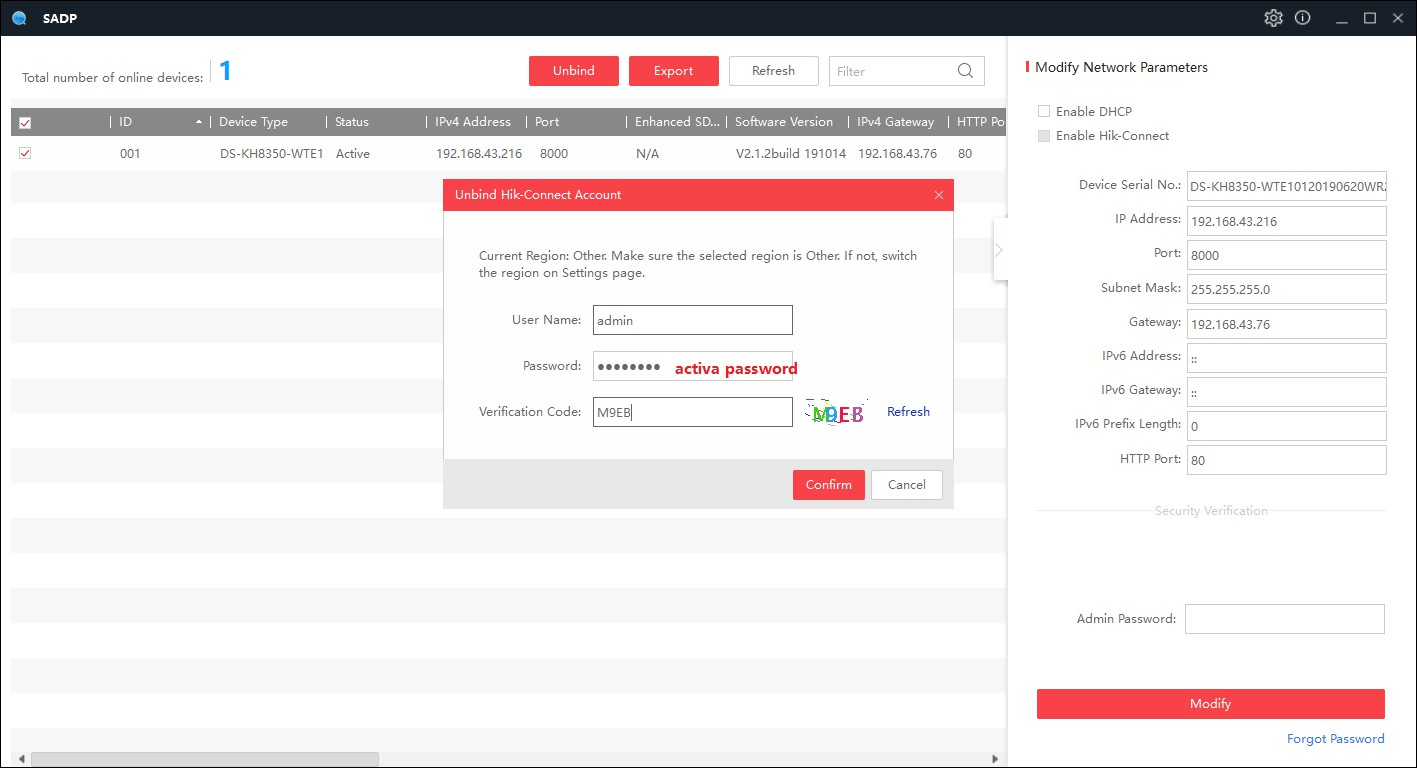 SADP
Total number of online devices: 1
Unbind
Export
Refresh
Filter
ID
Device Type
Status
IPv4 Address
Port
Enhanced SD...
Software Version
IPv4 Gateway
HTTP Po
001
DS-KH8350-WTE1
Active
192.168.43.216
8000
N/A
V2.1.2build 191014
192.168.43.76
80
Unbind Hik-Connect Account
Current Region: Other. Make sure the selected region is Other. If not, switch
the region on Settings page.
User Name: admin
Password: ●●●●●●●● activa password
Verification Code: M9EB M9EB Refresh
Confirm
Cancel
Modify Network Parameters
Enable DHCP
Enable Hik-Connect
Device Serial No.: DS-KH8350-WTE10120190620WR
IP Address: 192.168.43.216
Port: 8000
Subnet Mask: 255.255.255.0
Gateway: 192.168.43.76
IPv6 Address: ::
IPv6 Gateway: ::
IPv6 Prefix Length: 0
HTTP Port: 80
Security Verification
Admin Password:
Modify
Forgot Password